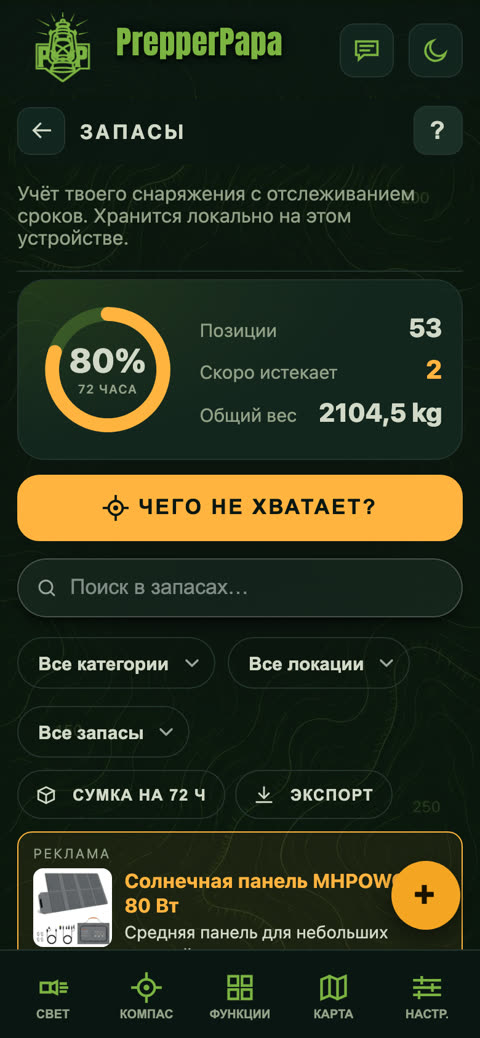 PrepperPapa
ЗАПАСЫ
?
Учёт твоего снаряжения с отслеживанием
сроков. Хранится локально на этом
устройстве.
80%
72 ЧАСА
Позиции 53
Скоро истекает 2
Общий вес 2104,5 kg
ЧЕГО НЕ ХВАТАЕТ?
Поиск в запасах...
Все категории
Все локации
Все запасы
СУМКА НА 72 Ч
ЭКСПОРТ
250
РЕКЛАМА
Солнечная панель MHPOW
80 Вт
Средняя панель для небольших
+
СВЕТ
КОМПАС
ФУНКЦИИ
КАРТА
НАСТР.